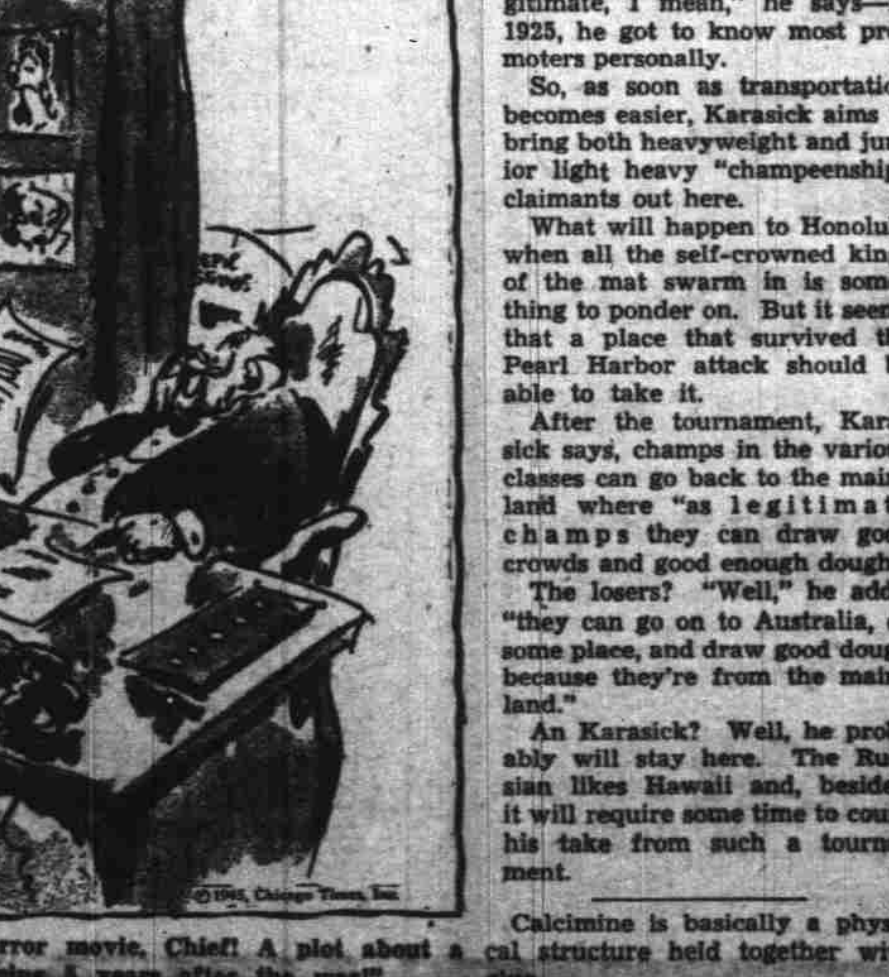 © 1945, Chicago Times, Inc.
rror movie, Chief! A plot about a
years after the
gitimate, I mean," he says—
1925, he got to know most pro
moters personally.
So, as soon as transportatio
becomes easier, Karasick aims
bring both heavyweight and jun
ior light heavy "champeenship
claimants out here.
What will happen to Honolu
when all the self-crowned kin
of the mat swarm in is som
thing to ponder on. But it seem
that a place that survived th
Pearl Harbor attack should b
able to take it.
After the tournament, Kara
sick says, champs in the variou
classes can go back to the main
land where "as legitima
champs they can draw goo
crowds and good enough dough
The losers? "Well," he add
"they can go on to Australia,
some place, and draw good doug
because they're from the main
land."
An Karasick? Well, he prob
ably will stay here. The Ru
sian likes Hawaii and, beside
it will require some time to cou
his take from such a tourn
ment.
Calcimine is basically a physi
cal structure held together wi